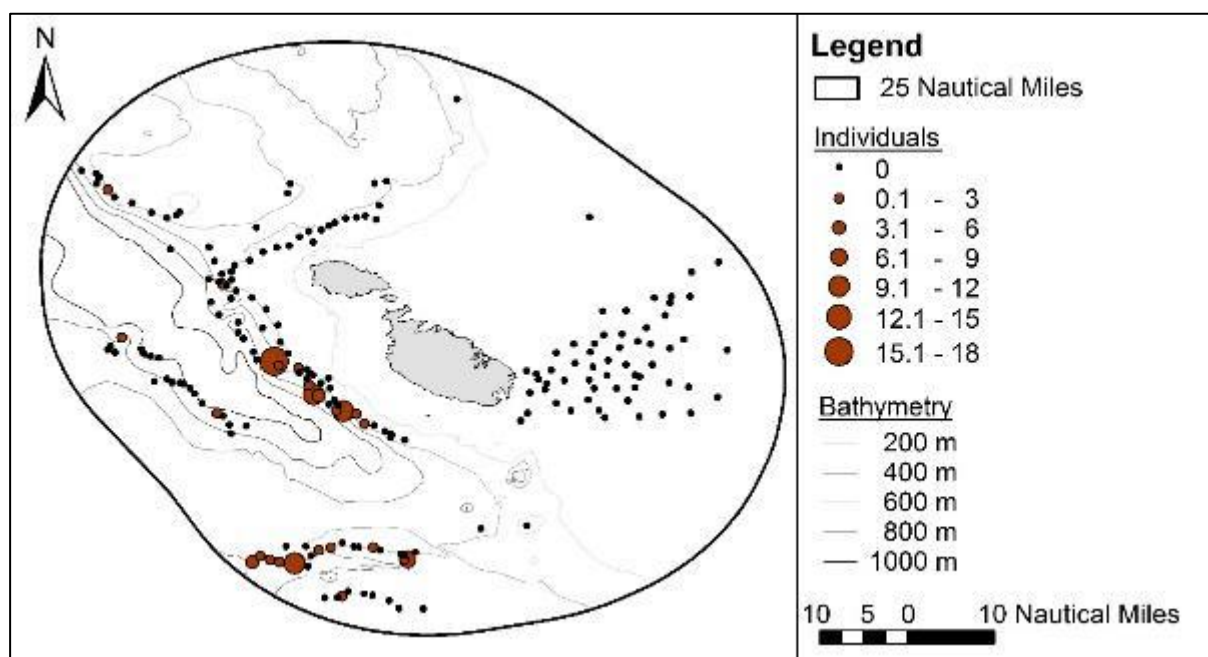 N
Legend
25 Nautical Miles
Individuals
0
0.1 - 3
3.1 - 6
6.1 - 9
9.1 - 12
12.1 - 15
15.1 - 18
Bathymetry
200 m
400 m
600 m
800 m
1000 m
10 5 0 10 Nautical Miles